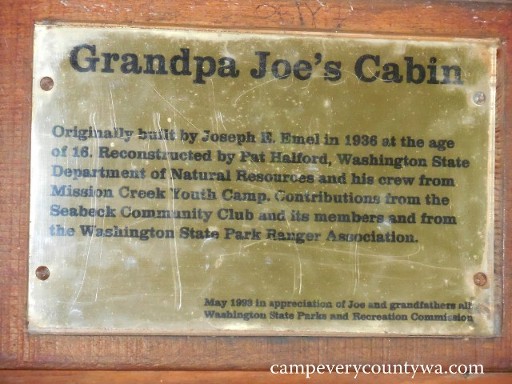 Grandpa Joe's Cabin
Originally built by Joseph E. Emel in 1936 at the age
of 16. Reconstructed by Pat Halford, Washington State
Department of Natural Resources and his crew from
Mission Creek Youth Camp. Contributions from the
Seabeck Community Club and its members and from
the Washington State Park Ranger Association.
May 1993 in appreciation of Joe and grandfathers all
Washington State Parks and Recreation Commission
campeverycountywa.com